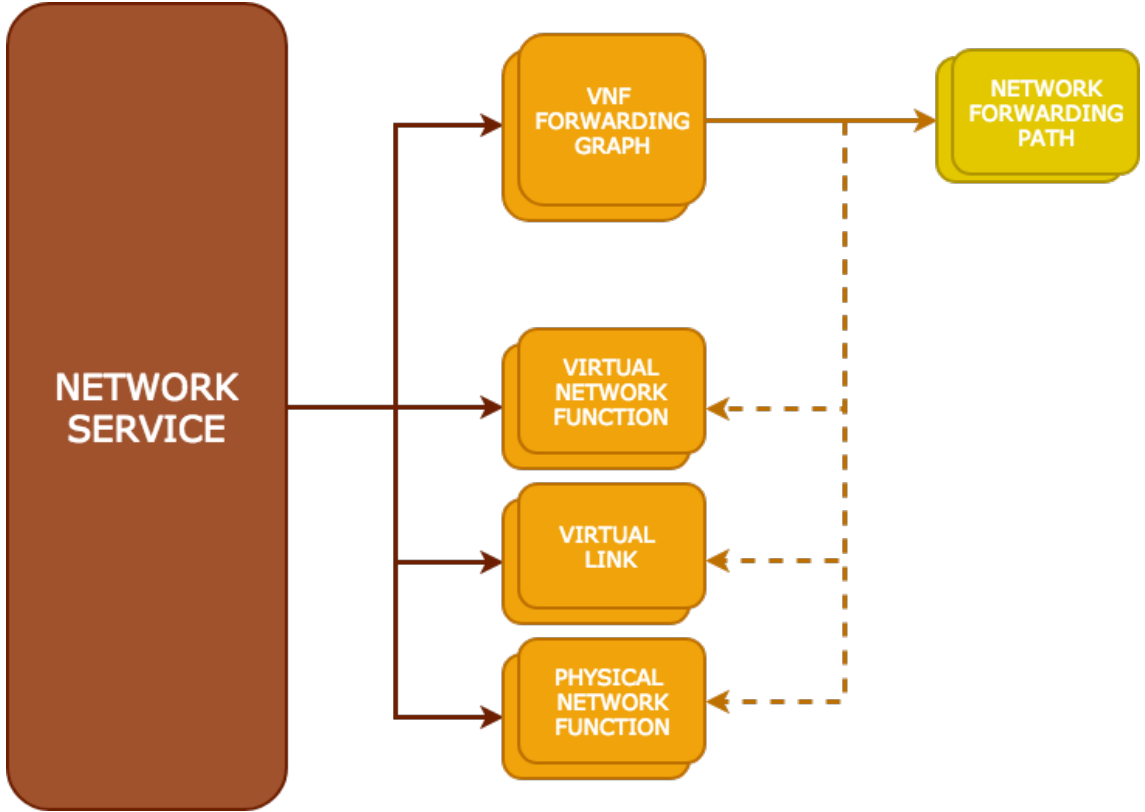 NETWORK
SERVICE
VNF
FORWARDING
GRAPH
NETWORK
FORWARDING
PATH
VIRTUAL
NETWORK
FUNCTION
VIRTUAL
LINK
PHYSICAL
NETWORK
FUNCTION